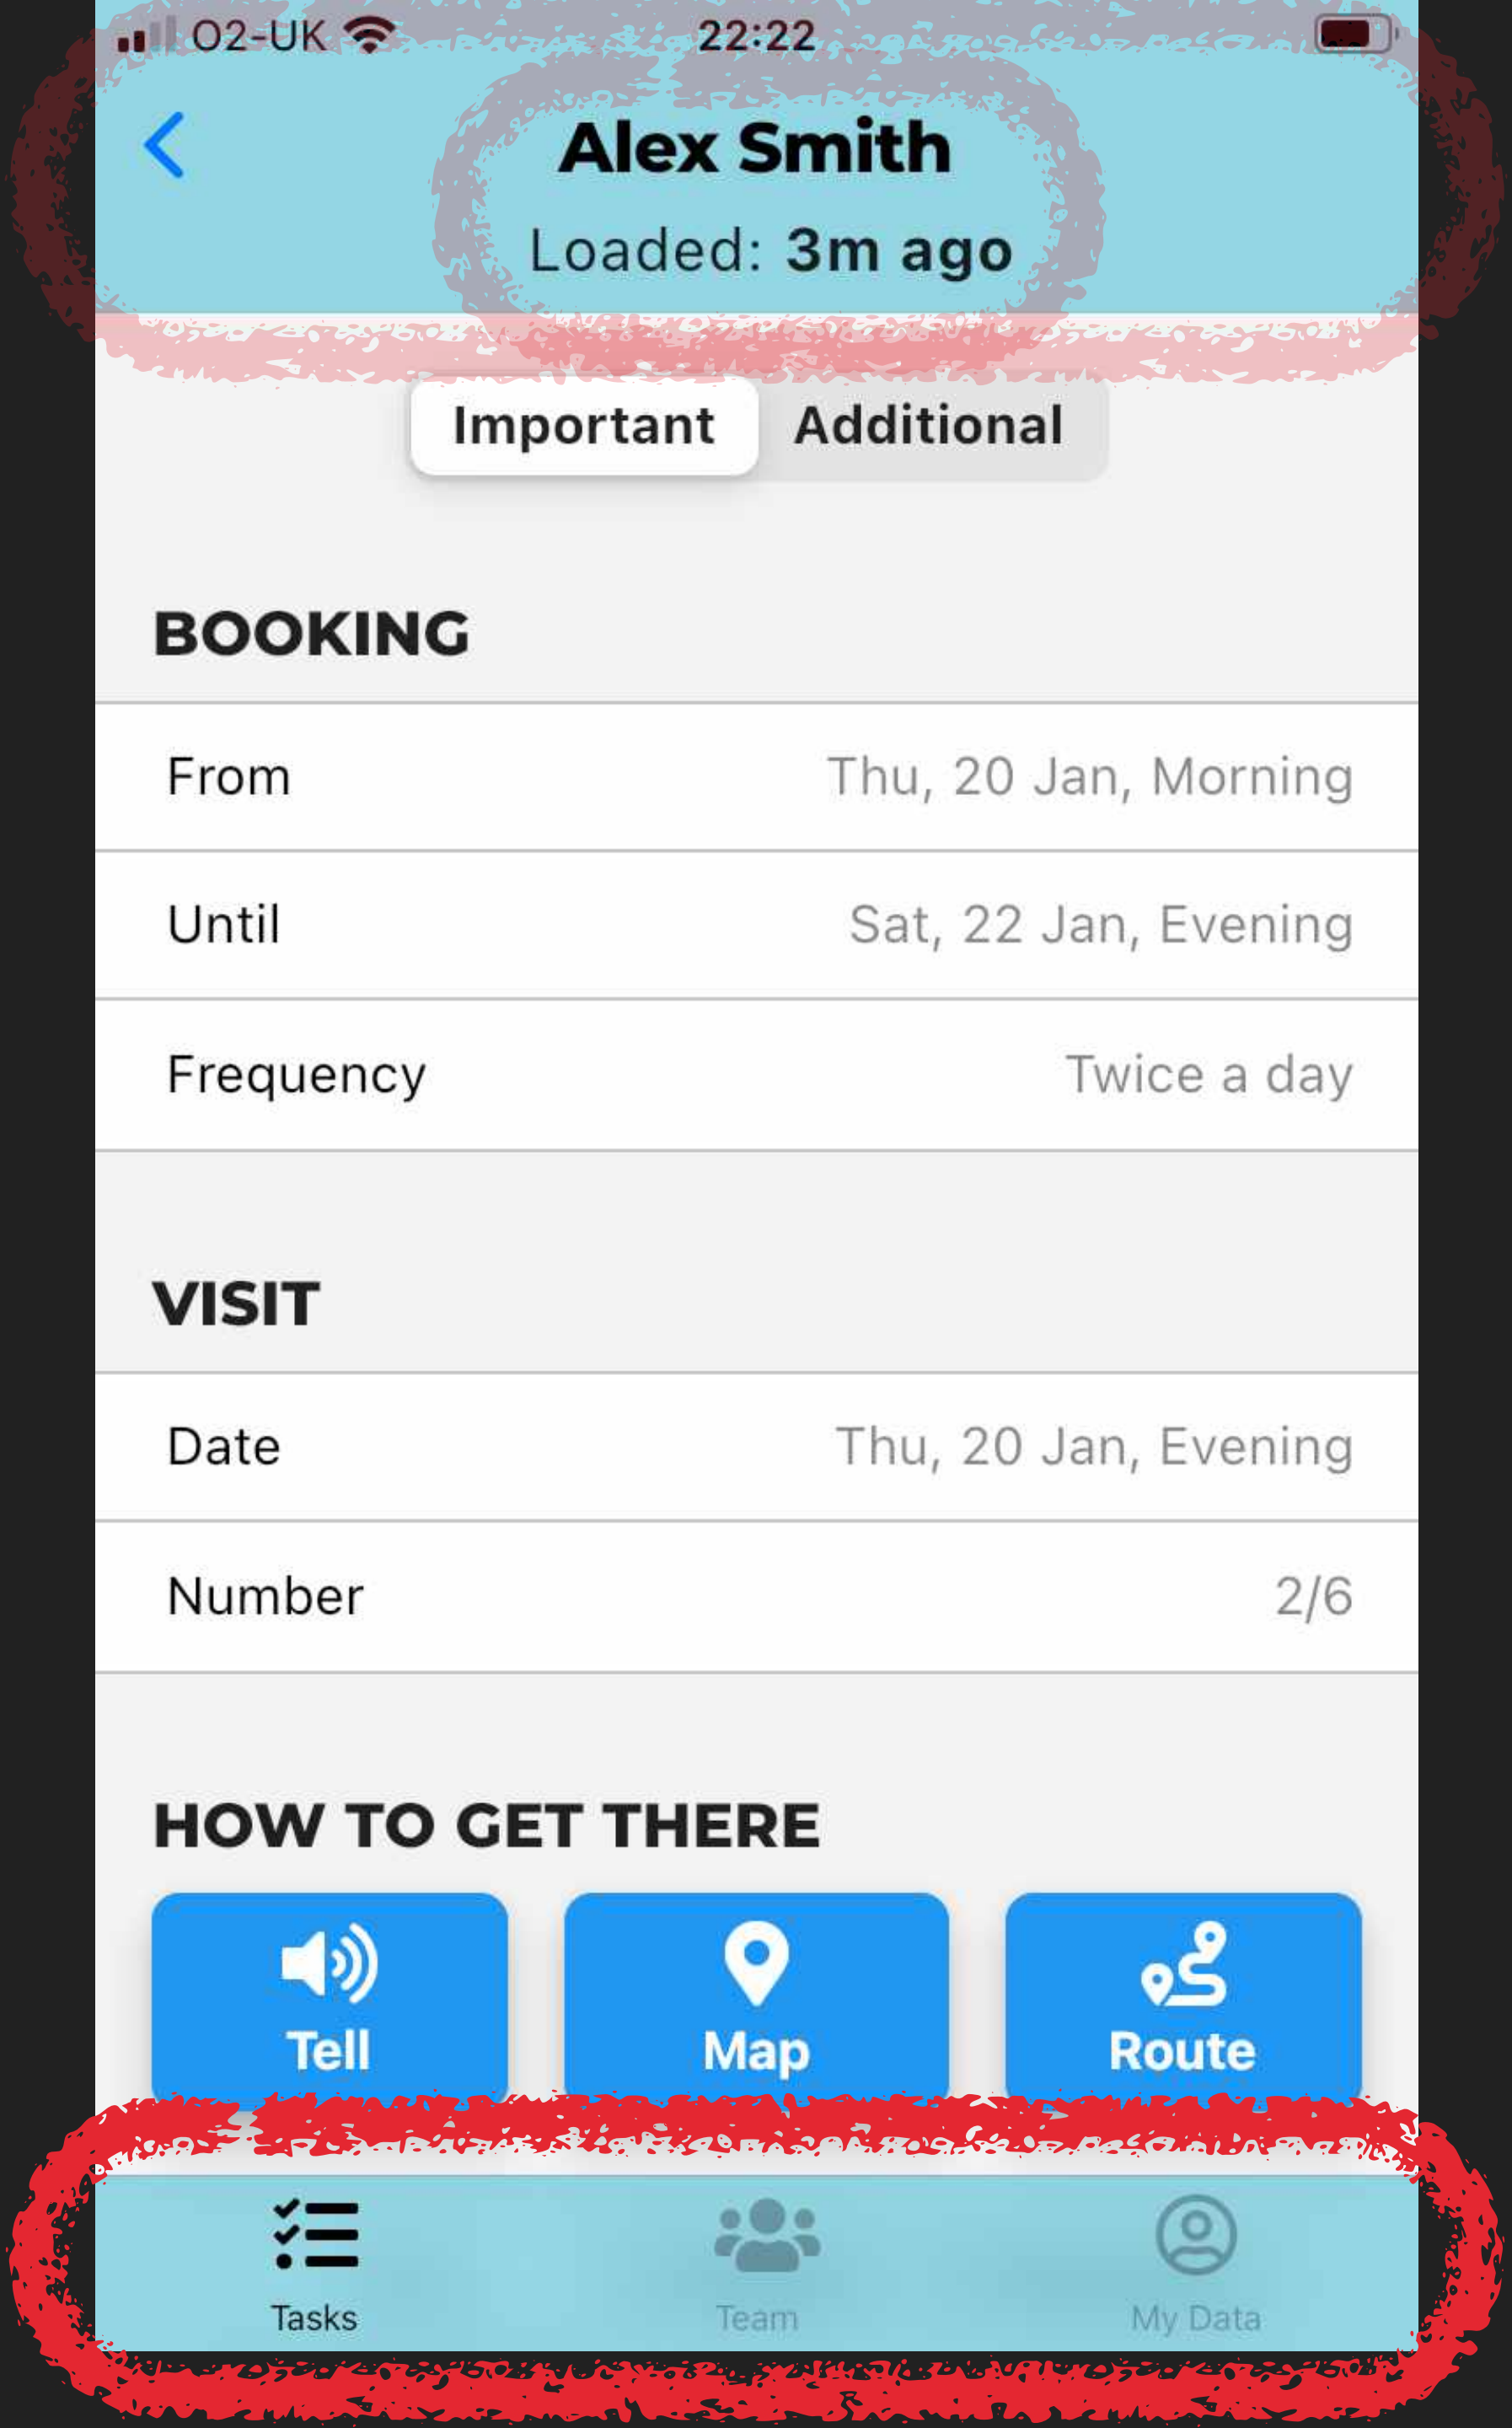 O2-UK 22:22
Alex Smith
Loaded: 3m ago
Important Additional
BOOKING
From Thu, 20 Jan, Morning
Until Sat, 22 Jan, Evening
Frequency Twice a day
VISIT
Date Thu, 20 Jan, Evening
Number 2/6
HOW TO GET THERE
Tell Map Route
Tasks Team My Data